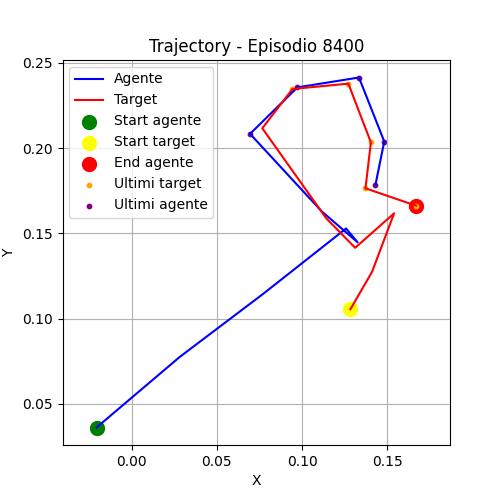 Trajectory - Episodio 8400
Agente
Target
Start agente
Start target
End agente
Ultimi target
Ultimi agente
0.25
0.20
0.15
0.10
0.05
Y
0.00
0.05
0.10
0.15
X